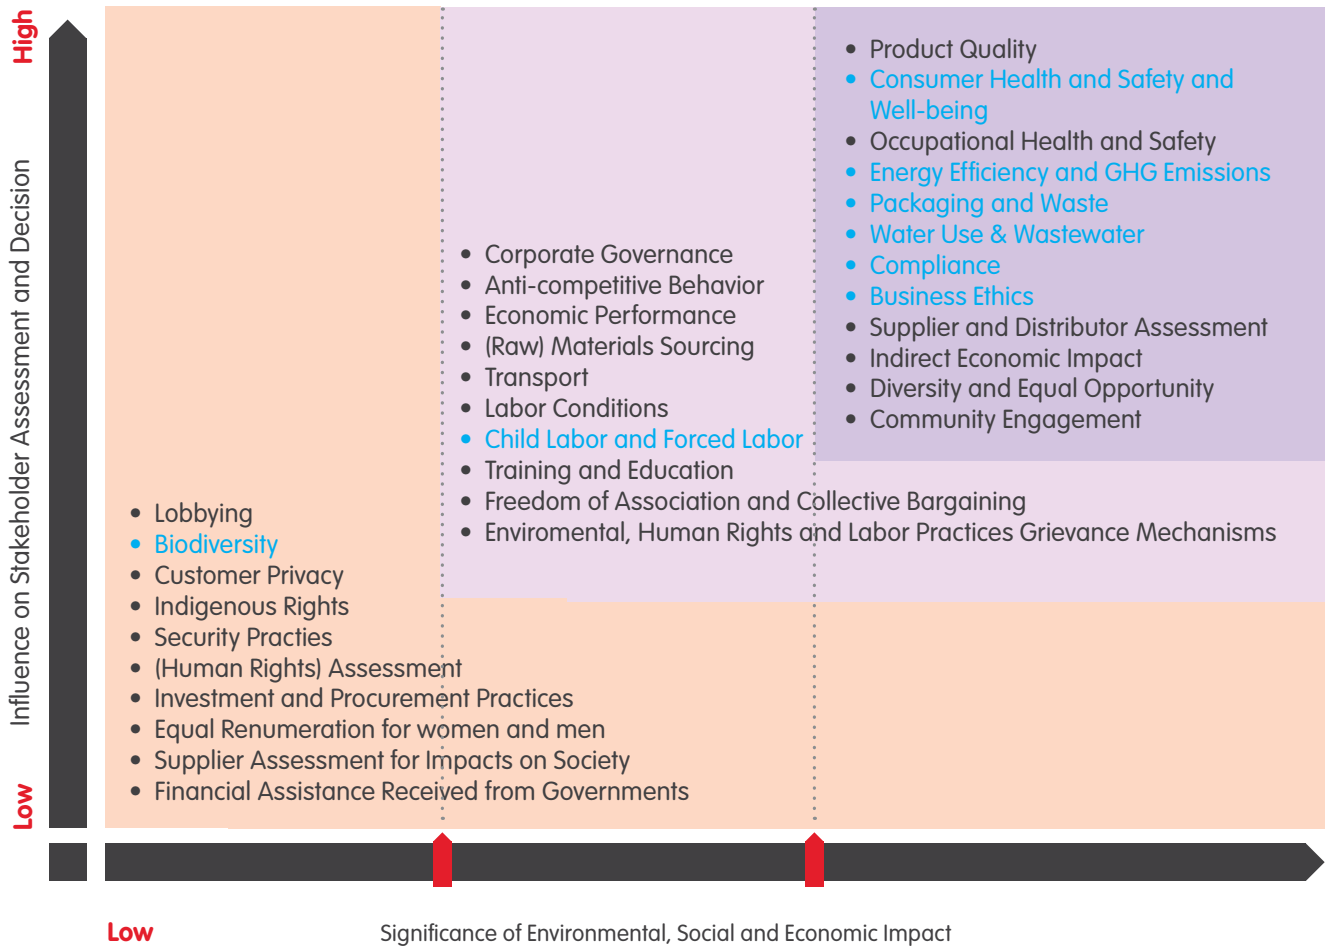 High
Influence on Stakeholder Assessment and Decision
Low
• Product Quality
• Consumer Health and Safety and
Well-being
• Occupational Health and Safety
• Energy Efficiency and GHG Emissions
• Packaging and Waste
• Water Use & Wastewater
• Compliance
• Business Ethics
• Supplier and Distributor Assessment
• Indirect Economic Impact
• Diversity and Equal Opportunity
• Community Engagement
• Corporate Governance
• Anti-competitive Behavior
• Economic Performance
• (Raw) Materials Sourcing
• Transport
• Labor Conditions
• Child Labor and Forced Labor
• Training and Education
• Freedom of Association and Collective Bargaining
• Enviromental, Human Rights and Labor Practices Grievance Mechanisms
• Lobbying
• Biodiversity
• Customer Privacy
• Indigenous Rights
• Security Practies
• (Human Rights) Assessment
• Investment and Procurement Practices
• Equal Renumeration for women and men
• Supplier Assessment for Impacts on Society
• Financial Assistance Received from Governments
Low
Significance of Environmental, Social and Economic Impact